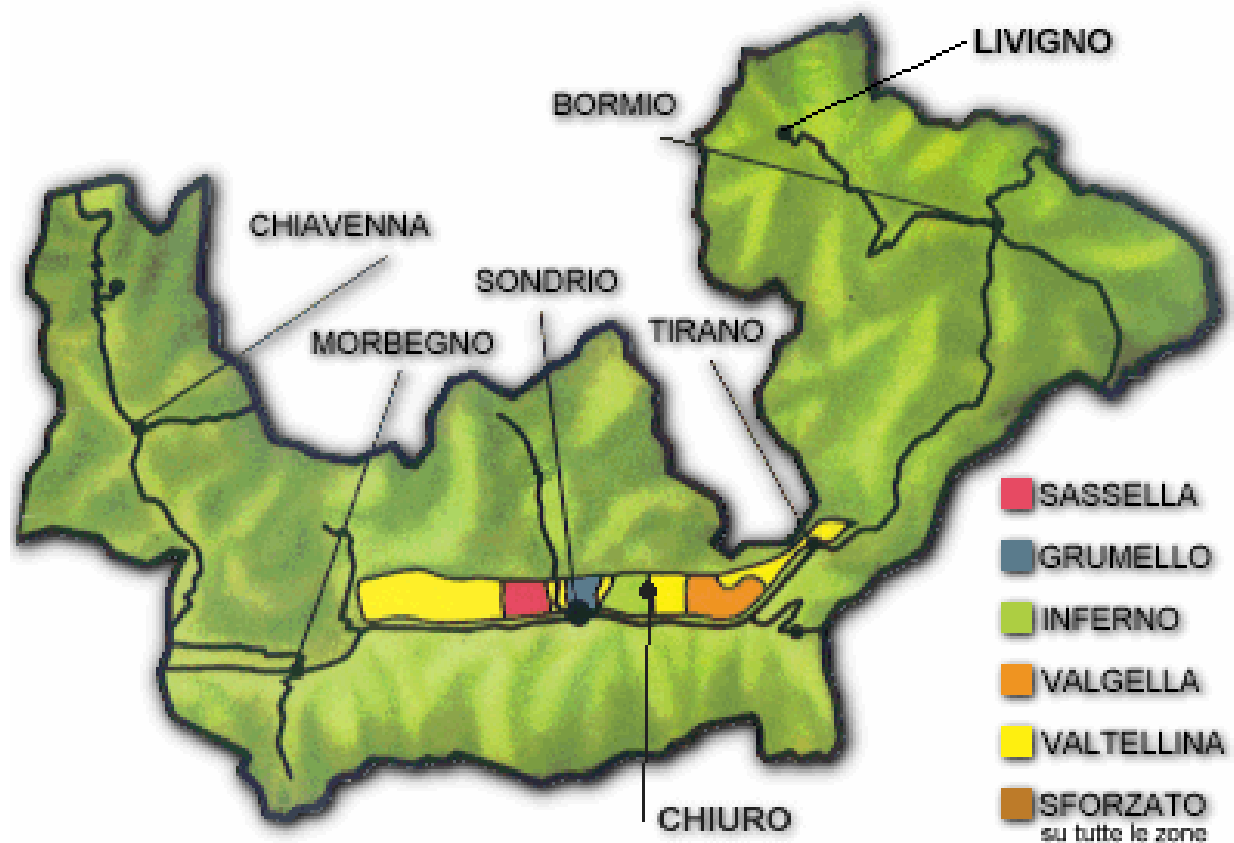 LIVIGNO
BORMIO
CHIAVENNA
SONDRIO
MORBEGNO
TIRANO
SASSELLA
GRUMELLO
INFERNO
VALGELLA
VALTELLINA
SFORZATO
su tutte le zone
CHIURO